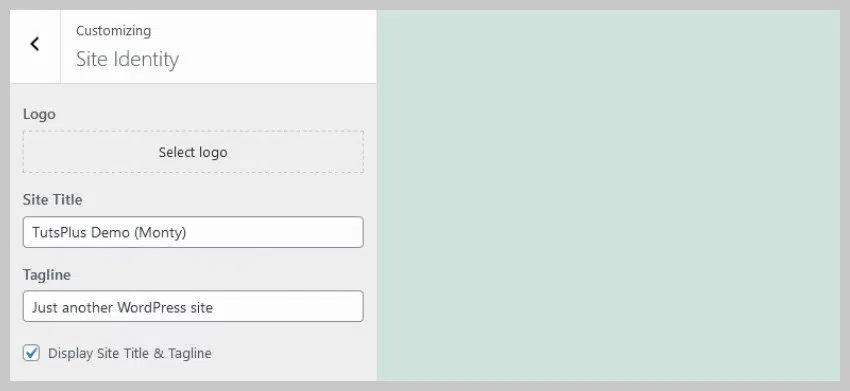 Customizing
Site Identity
Logo
Select logo
Site Title
TutsPlus Demo (Monty)
Tagline
Just another WordPress site
Display Site Title & Tagline